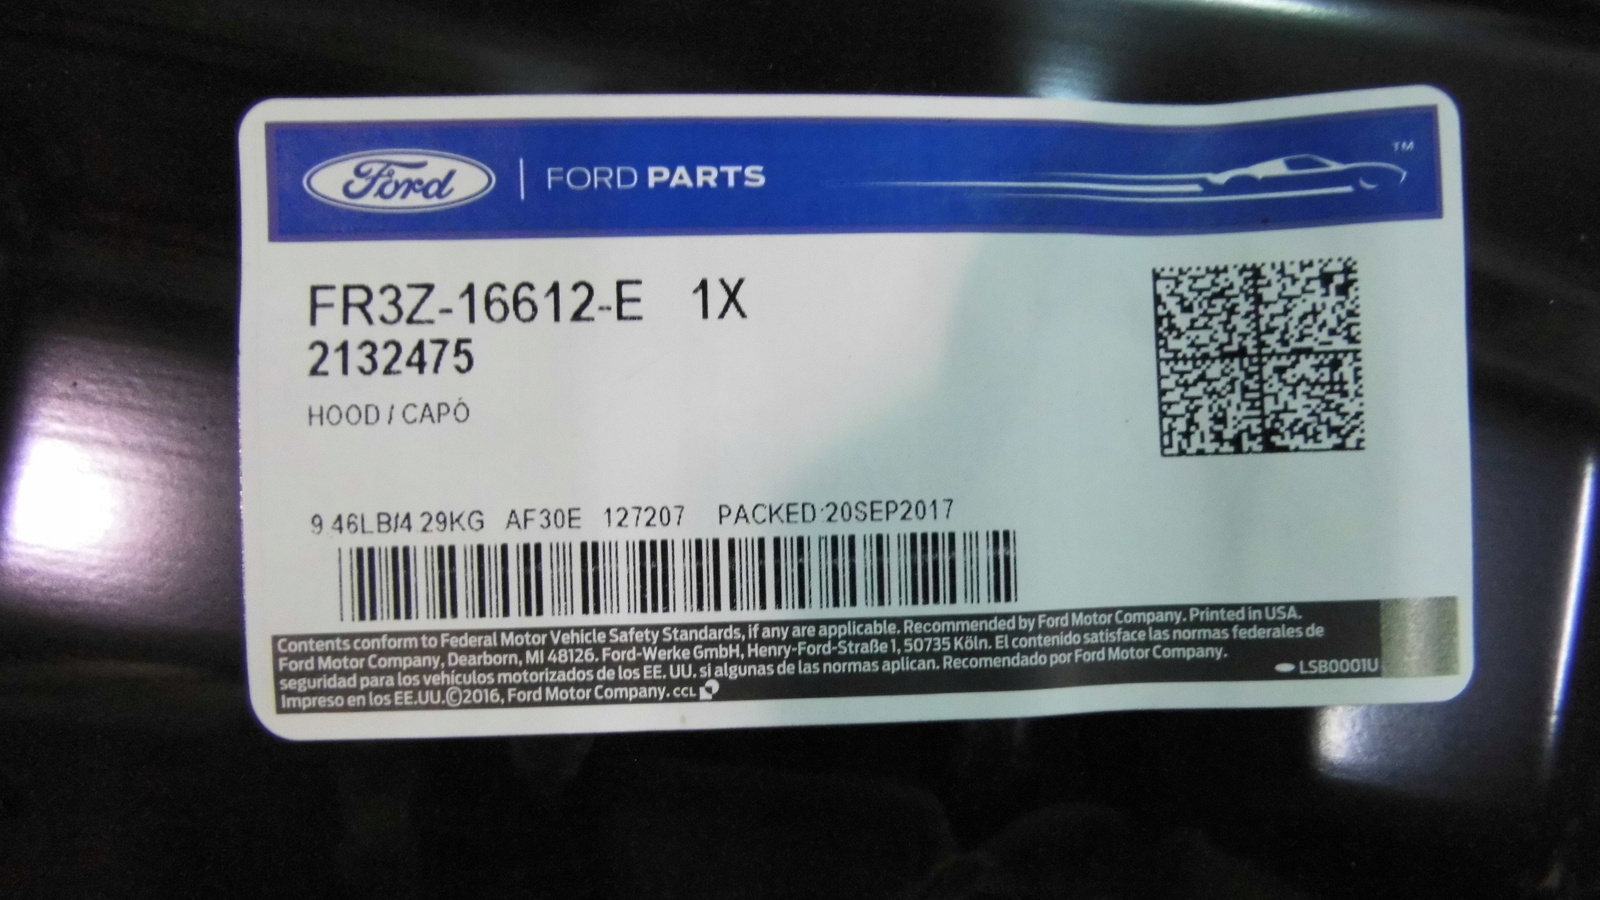 Ford | FORD PARTS ™
FR3Z-16612-E 1X
2132475
HOOD / CAPÓ
9.46LB/4.29KG AF30E 127207 PACKED:20SEP2017
Contents conform to Federal Motor Vehicle Safety Standards, if any are applicable. Recommended by Ford Motor Company. Printed in USA.
Ford Motor Company, Dearborn, MI 48126. Ford-Werke GmbH, Henry-Ford-Straße 1, 50735 Köln. El contenido satisface las normas federales de
seguridad para los vehículos motorizados de los EE. UU. si algunas de las normas aplican. Recomendado por Ford Motor Company.
Impreso en los EE.UU.©2016, Ford Motor Company. CCL
LSB0001U